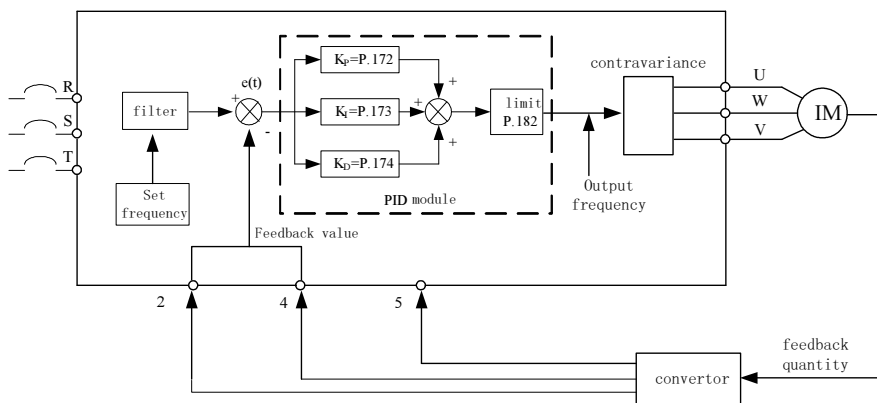 R
S
T
filter
Set
frequency
e(t)
+
-
Kₚ=P.172
K_I=P.173
K_D=P.174
+
+
+
limit
P.182
PID module
Feedback value
contravariance
Output
frequency
U
W
V
IM
2
4
5
convertor
feedback
quantity